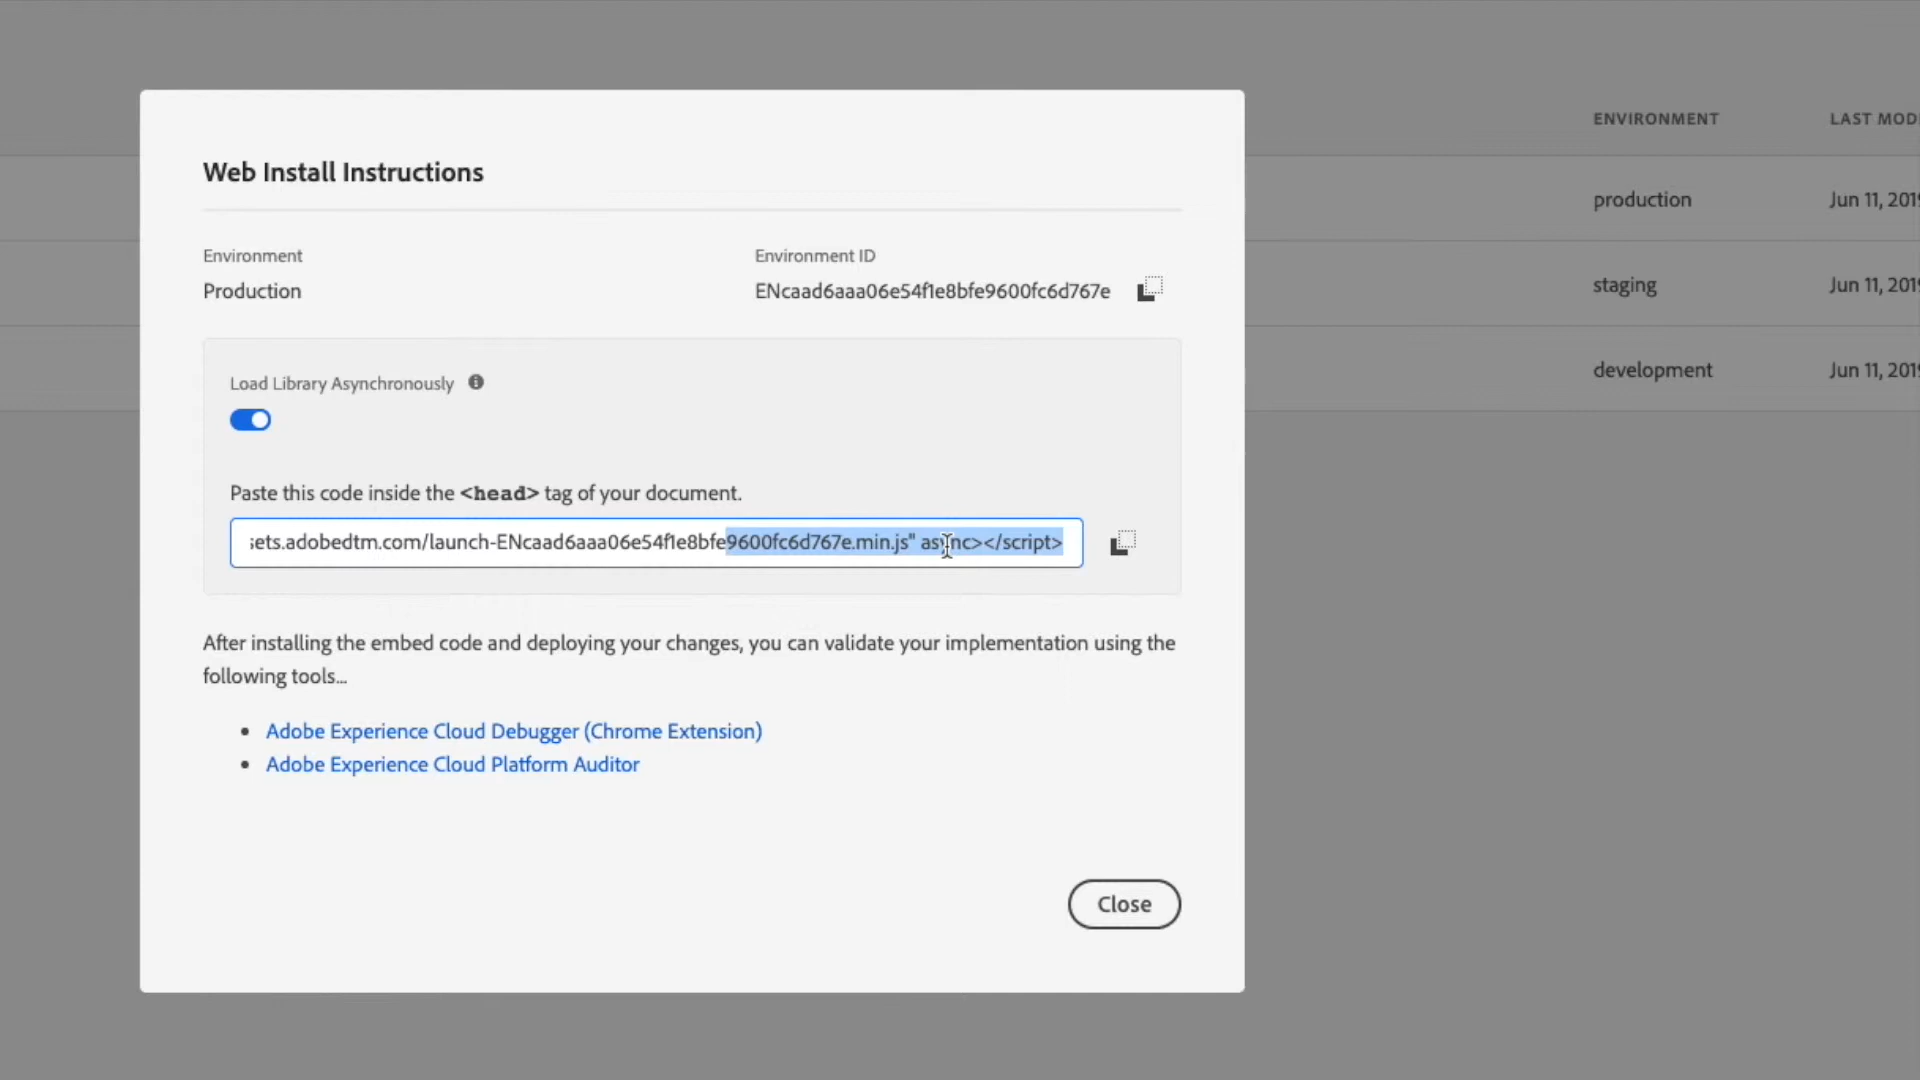 ENVIRONMENT LAST MOD
Web Install Instructions
production Jun 11, 201
Environment Environment ID
Production ENcaad6aaa06e54f1e8bfe9600fc6d767e
staging Jun 11, 201
Load Library Asynchronously
development Jun 11, 201
Paste this code inside the <head> tag of your document.
sets.adobedtm.com/launch-ENcaad6aaa06e54f1e8bfe9600fc6d767e.min.js" async></script>
After installing the embed code and deploying your changes, you can validate your implementation using the
following tools...
• Adobe Experience Cloud Debugger (Chrome Extension)
• Adobe Experience Cloud Platform Auditor
Close